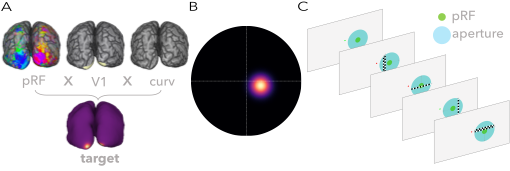 A
pRF X V1 X curv
target
B
C
pRF
aperture